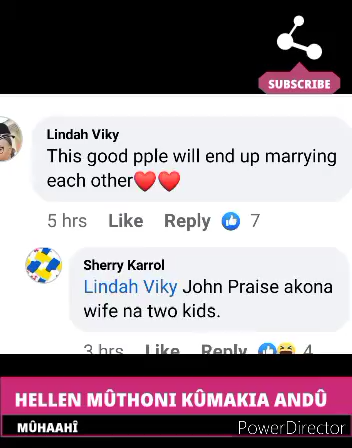 SUBSCRIBE
Lindah Viky
This good pple will end up marrying
each other❤️❤️
5 hrs Like Reply 7
Sherry Karrol
Lindah Viky John Praise akona
wife na two kids.
3 hrs Like Reply 4
HELLEN MŨTHONI KŨMAKIA ANDŨ
MŨHAAHĨ
PowerDirector